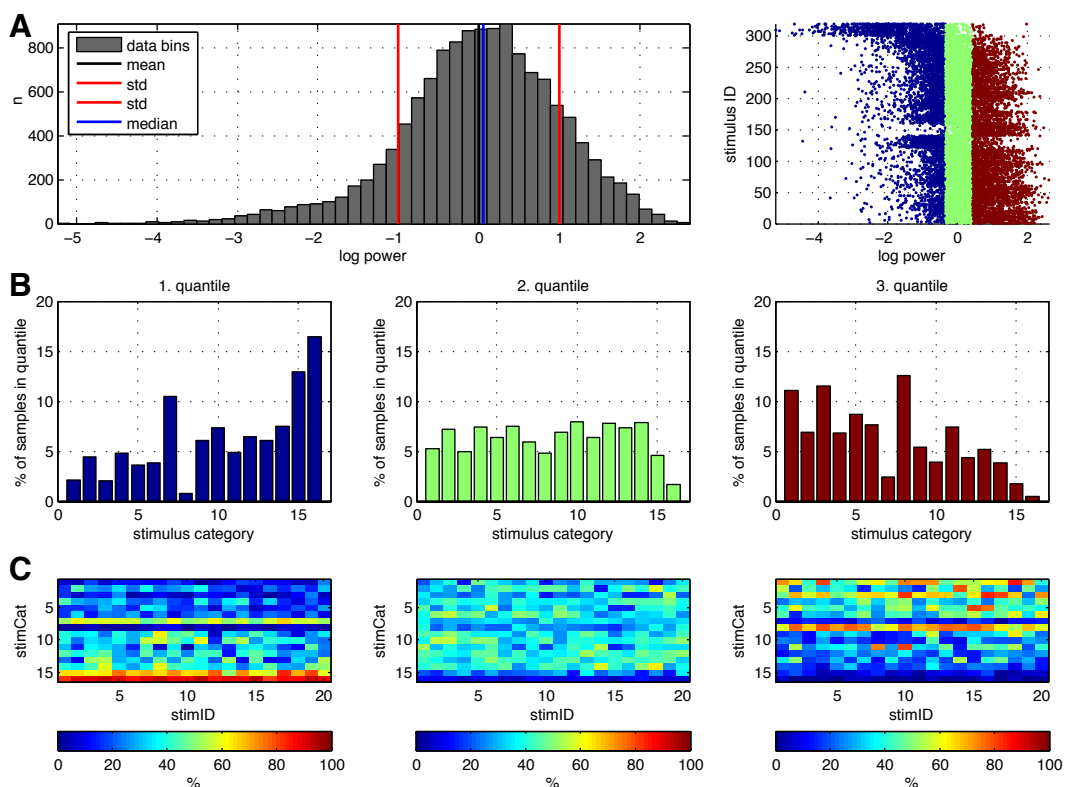 A
data bins
mean
std
std
median
n
800
600
400
200
0
−5 −4 −3 −2 −1 0 1 2
log power
stimulus ID
300
250
200
150
100
50
0
−4 −2 0 2
log power
B
1. quantile
% of samples in quantile
20
15
10
5
0
0 5 10 15
stimulus category
2. quantile
% of samples in quantile
20
15
10
5
0
0 5 10 15
stimulus category
3. quantile
% of samples in quantile
20
15
10
5
0
0 5 10 15
stimulus category
C
stimCat
5
10
15
5 10 15 20
stimID
0 20 40 60 80 100
%
stimCat
5
10
15
5 10 15 20
stimID
0 20 40 60 80 100
%
stimCat
5
10
15
5 10 15 20
stimID
0 20 40 60 80 100
%